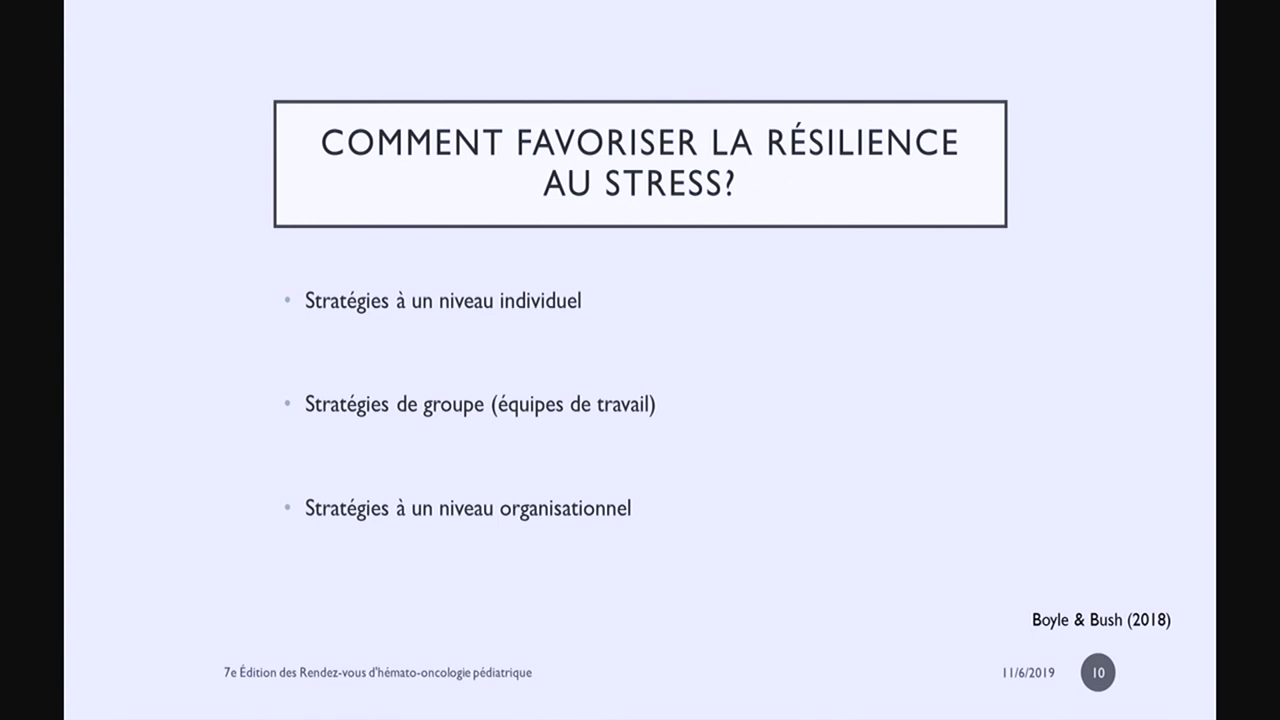 COMMENT FAVORISER LA RÉSILIENCE
AU STRESS?
• Stratégies à un niveau individuel
• Stratégies de groupe (équipes de travail)
• Stratégies à un niveau organisationnel
Boyle & Bush (2018)
7e Édition des Rendez-vous d'hémato-oncologie pédiatrique
11/6/2019
10